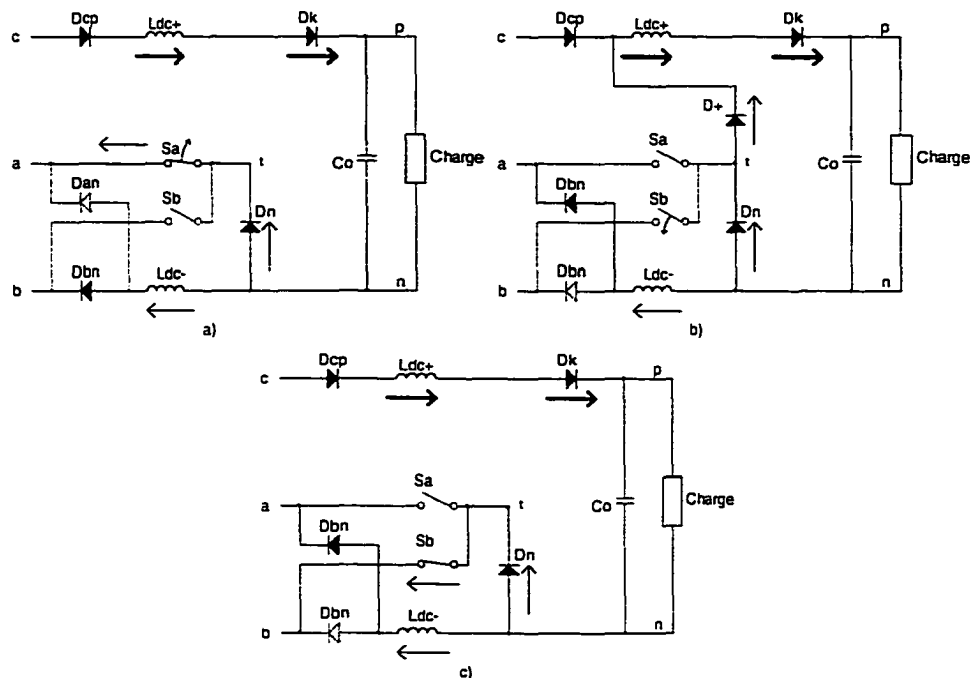 Dcp Ldc+ Dk p
c
Sa
a t
Dan
Sb
Dn
Co Charge
Dbn Ldc-
b n
a)
Dcp Ldc+ Dk p
c
D+
Sa
a t
Dbn
Sb
Dn
Co Charge
Dbn Ldc-
b n
b)
Dcp Ldc+ Dk p
c
Sa
a t
Dbn
Sb
Dn
Co Charge
Dbn Ldc-
b n
c)